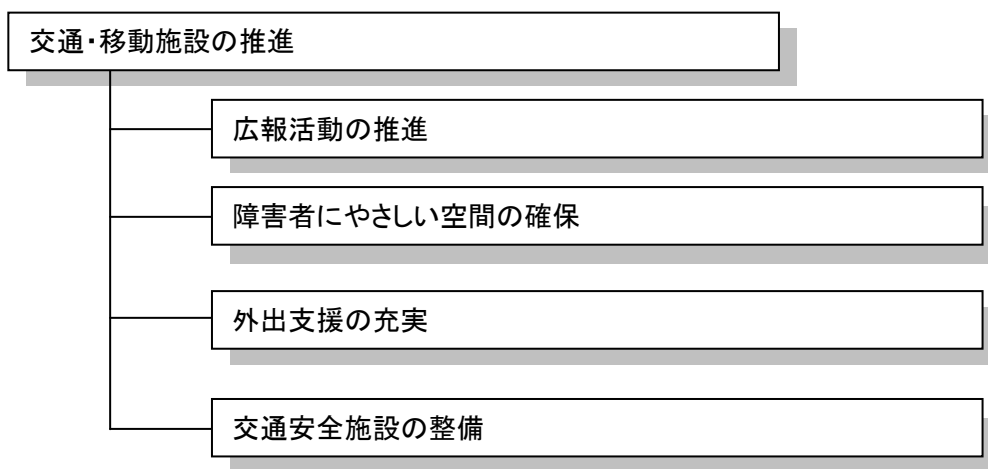 交通・移動施設の推進
広報活動の推進
障害者にやさしい空間の確保
外出支援の充実
交通安全施設の整備